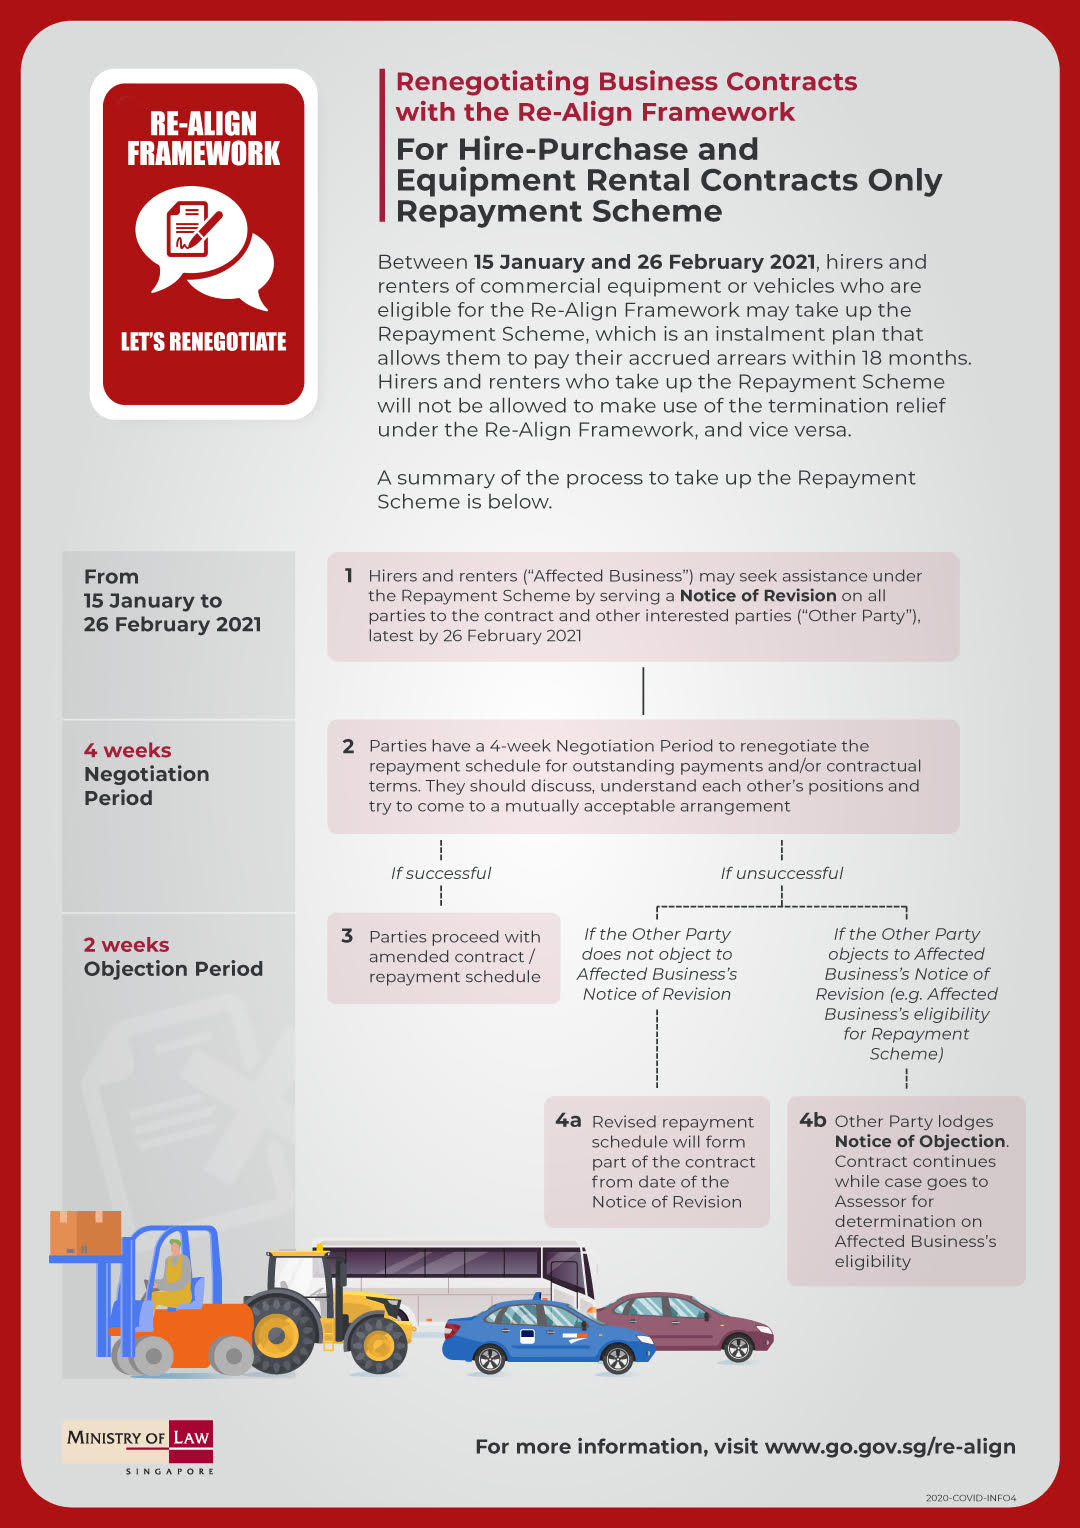 RE-ALIGN
FRAMEWORK
LET'S RENEGOTIATE
Renegotiating Business Contracts
with the Re-Align Framework
For Hire-Purchase and
Equipment Rental Contracts Only
Repayment Scheme
Between 15 January and 26 February 2021, hirers and
renters of commercial equipment or vehicles who are
eligible for the Re-Align Framework may take up the
Repayment Scheme, which is an instalment plan that
allows them to pay their accrued arrears within 18 months.
Hirers and renters who take up the Repayment Scheme
will not be allowed to make use of the termination relief
under the Re-Align Framework, and vice versa.
A summary of the process to take up the Repayment
Scheme is below.
From
15 January to
26 February 2021
1 Hirers and renters (“Affected Business”) may seek assistance under
the Repayment Scheme by serving a Notice of Revision on all
parties to the contract and other interested parties (“Other Party”),
latest by 26 February 2021
4 weeks
Negotiation
Period
2 Parties have a 4-week Negotiation Period to renegotiate the
repayment schedule for outstanding payments and/or contractual
terms. They should discuss, understand each other's positions and
try to come to a mutually acceptable arrangement
If successful
If unsuccessful
2 weeks
Objection Period
3 Parties proceed with
amended contract /
repayment schedule
If the Other Party
does not object to
Affected Business's
Notice of Revision
If the Other Party
objects to Affected
Business's Notice of
Revision (e.g. Affected
Business's eligibility
for Repayment
Scheme)
4a Revised repayment
schedule will form
part of the contract
from date of the
Notice of Revision
4b Other Party lodges
Notice of Objection.
Contract continues
while case goes to
Assessor for
determination on
Affected Business's
eligibility
MINISTRY OF LAW
SINGAPORE
For more information, visit www.go.gov.sg/re-align
2020-COVID-INFO4